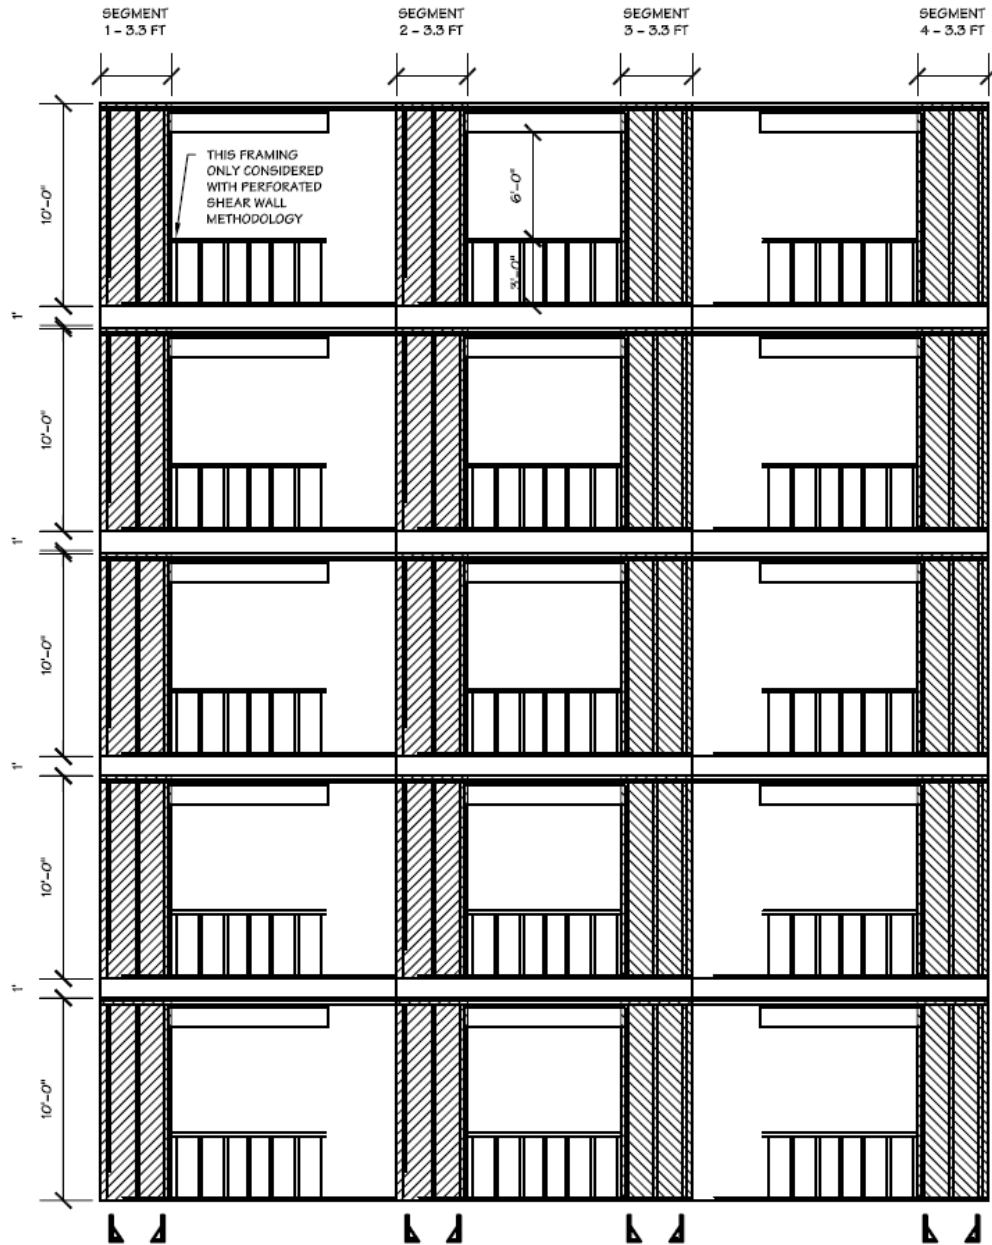 SEGMENT
1 - 3.3 FT
SEGMENT
2 - 3.3 FT
SEGMENT
3 - 3.3 FT
SEGMENT
4 - 3.3 FT
THIS FRAMING
ONLY CONSIDERED
WITH PERFORATED
SHEAR WALL
METHODOLOGY
10'-0"
6'-0"
3'-0"
1'
10'-0"
1'
10'-0"
1'
10'-0"
1'
10'-0"